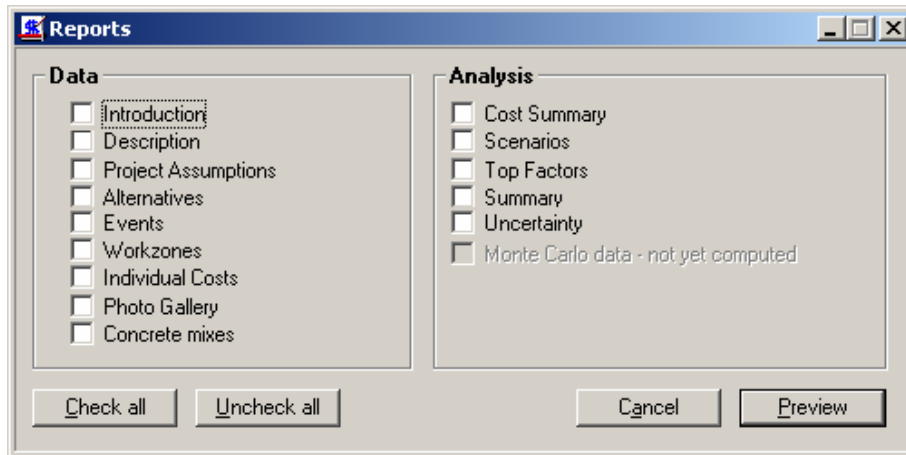 Reports
Data
Introduction
Description
Project Assumptions
Alternatives
Events
Workzones
Individual Costs
Photo Gallery
Concrete mixes
Analysis
Cost Summary
Scenarios
Top Factors
Summary
Uncertainty
Monte Carlo data - not yet computed
Check all
Uncheck all
Cancel
Preview